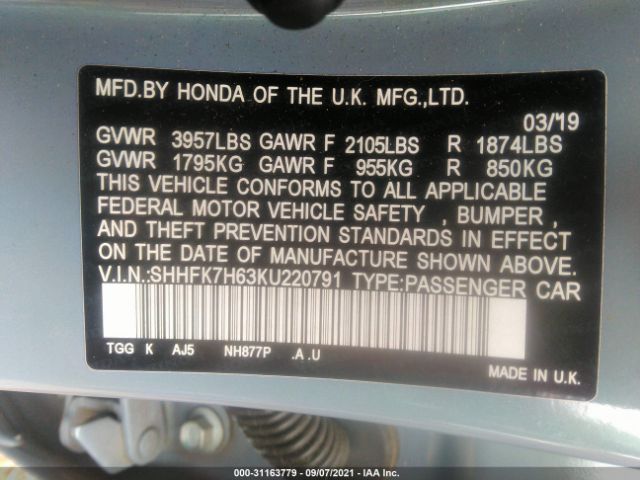 MFD.BY HONDA OF THE U.K. MFG.,LTD.
03/'19
GVWR 3957LBS GAWR F 2105LBS R 1874LBS
GVWR 1795KG GAWR F 955KG R 850KG
THIS VEHICLE CONFORMS TO ALL APPLICABLE
FEDERAL MOTOR VEHICLE SAFETY , BUMPER ,
AND THEFT PREVENTION STANDARDS IN EFFECT
ON THE DATE OF MANUFACTURE SHOWN ABOVE.
V.I.N.:SHHFK7H63KU220791 TYPE:PASSENGER CAR
TGG K AJ5 NH877P .A .U
MADE IN U.K.
000-31163779 - 09/07/2021 - IAA Inc.